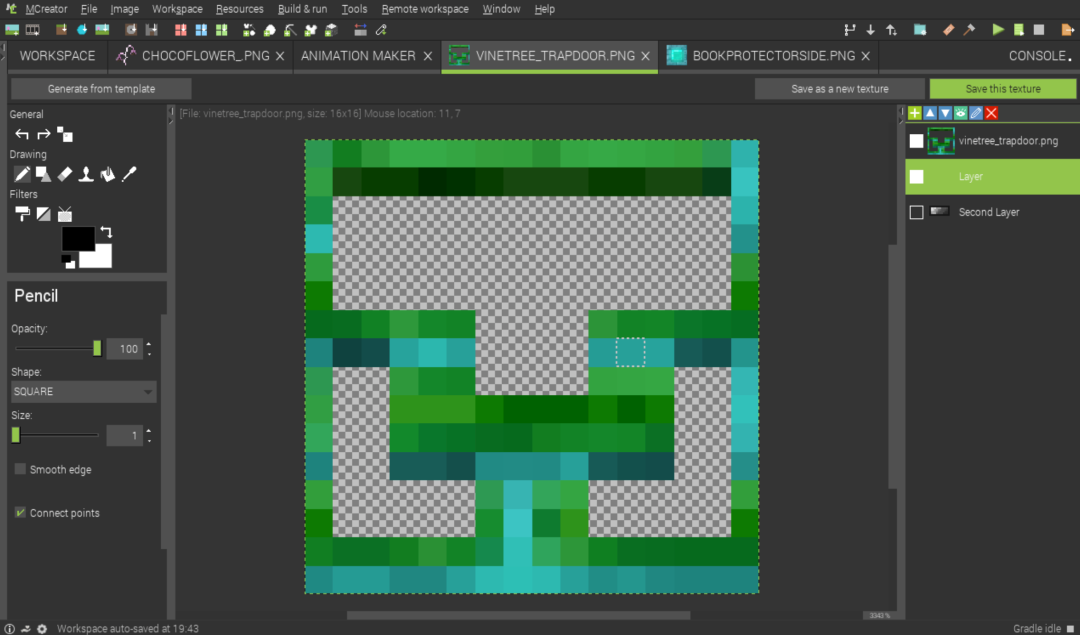 MCreator File Image Workspace Resources Build & run Tools Remote workspace Window Help
WORKSPACE CHOCOFLOWER_.PNG ANIMATION MAKER VINETREE_TRAPDOOR.PNG BOOKPROTECTORSIDE.PNG CONSOLE
Generate from template Save as a new texture Save this texture
General
[File: vinetree_trapdoor.png, size: 16x16] Mouse location: 11, 7
Drawing
Filters
vinetree_trapdoor.png
Layer
Second Layer
Pencil
Opacity:
100
Shape:
SQUARE
Size:
1
Smooth edge
Connect points
3343 %
Workspace auto-saved at 19:43 Gradle idle